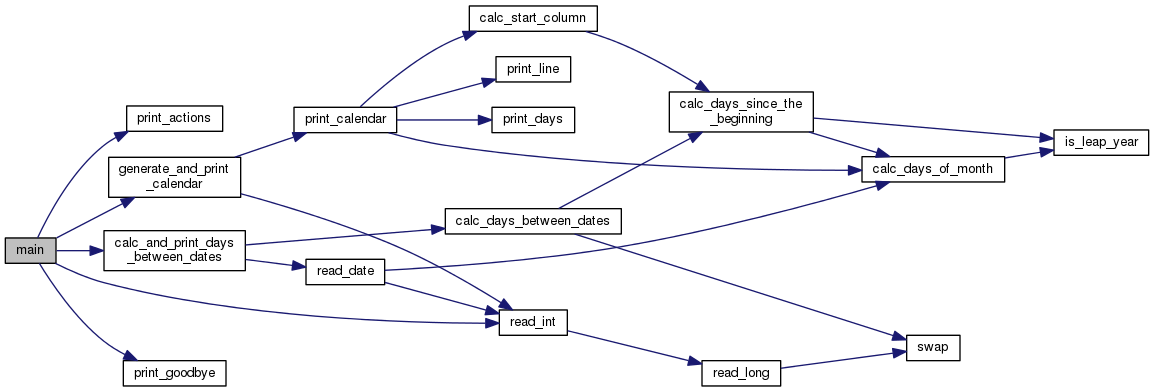 calc_start_column
print_line
calc_days_since_the
_beginning
print_actions
print_calendar
print_days
is_leap_year
generate_and_print
_calendar
calc_days_of_month
calc_days_between_dates
main
calc_and_print_days
_between_dates
read_date
read_int
swap
print_goodbye
read_long